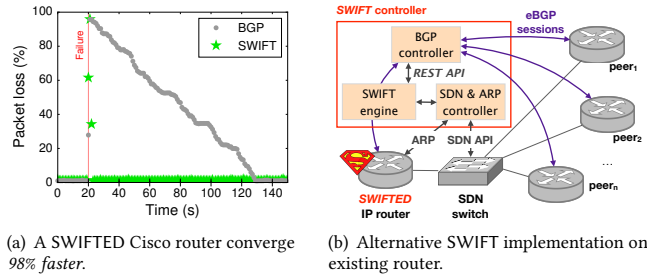 100
80
60
40
20
0
Packet loss (%)
Failure
BGP
SWIFT
0 20 40 60 80 100 120 140
Time (s)
(a) A SWIFTED Cisco router converge
98% faster.
SWIFT controller
BGP
controller
REST API
SWIFT
engine
SDN & ARP
controller
ARP
SDN API
eBGP
sessions
peer1
peer2
...
peern
SWIFTED
IP router
SDN
switch
(b) Alternative SWIFT implementation on
existing router.